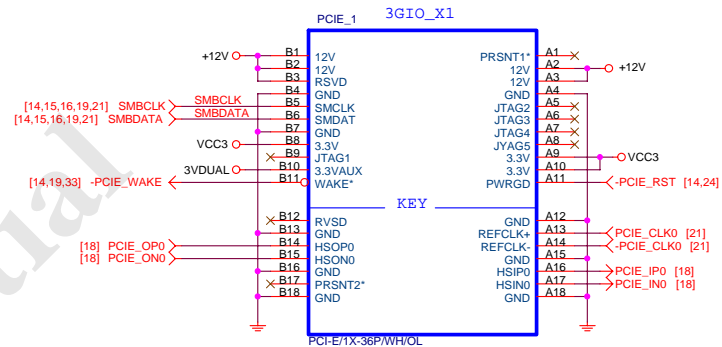 PCIE_1 3GIO_X1
+12V B1 12V PRSNT1* A1
B2 12V 12V A2 +12V
B3 RSVD 12V A3
B4 GND GND A4
[14,15,16,19,21] SMBCLK SMBCLK B5 SMCLK JTAG2 A5
[14,15,16,19,21] SMBDATA SMBDATA B6 SMDAT JTAG3 A6
B7 GND JTAG4 A7
VCC3 B8 3.3V JYAG5 A8
B9 JTAG1 3.3V A9 VCC3
3VDUAL B10 3.3VAUX 3.3V A10
[14,19,33] -PCIE_WAKE B11 WAKE* PWRGD A11 -PCIE_RST [14,24]
KEY
B12 RVSD GND A12
B13 GND REFCLK+ A13 PCIE_CLK0 [21]
[18] PCIE_OP0 B14 HSOP0 REFCLK- A14 -PCIE_CLK0 [21]
[18] PCIE_ON0 B15 HSON0 GND A15
B16 GND HSIP0 A16 PCIE_IP0 [18]
B17 PRSNT2* HSIN0 A17 PCIE_IN0 [18]
B18 GND GND A18
PCI-E/1X-36P/WH/OL